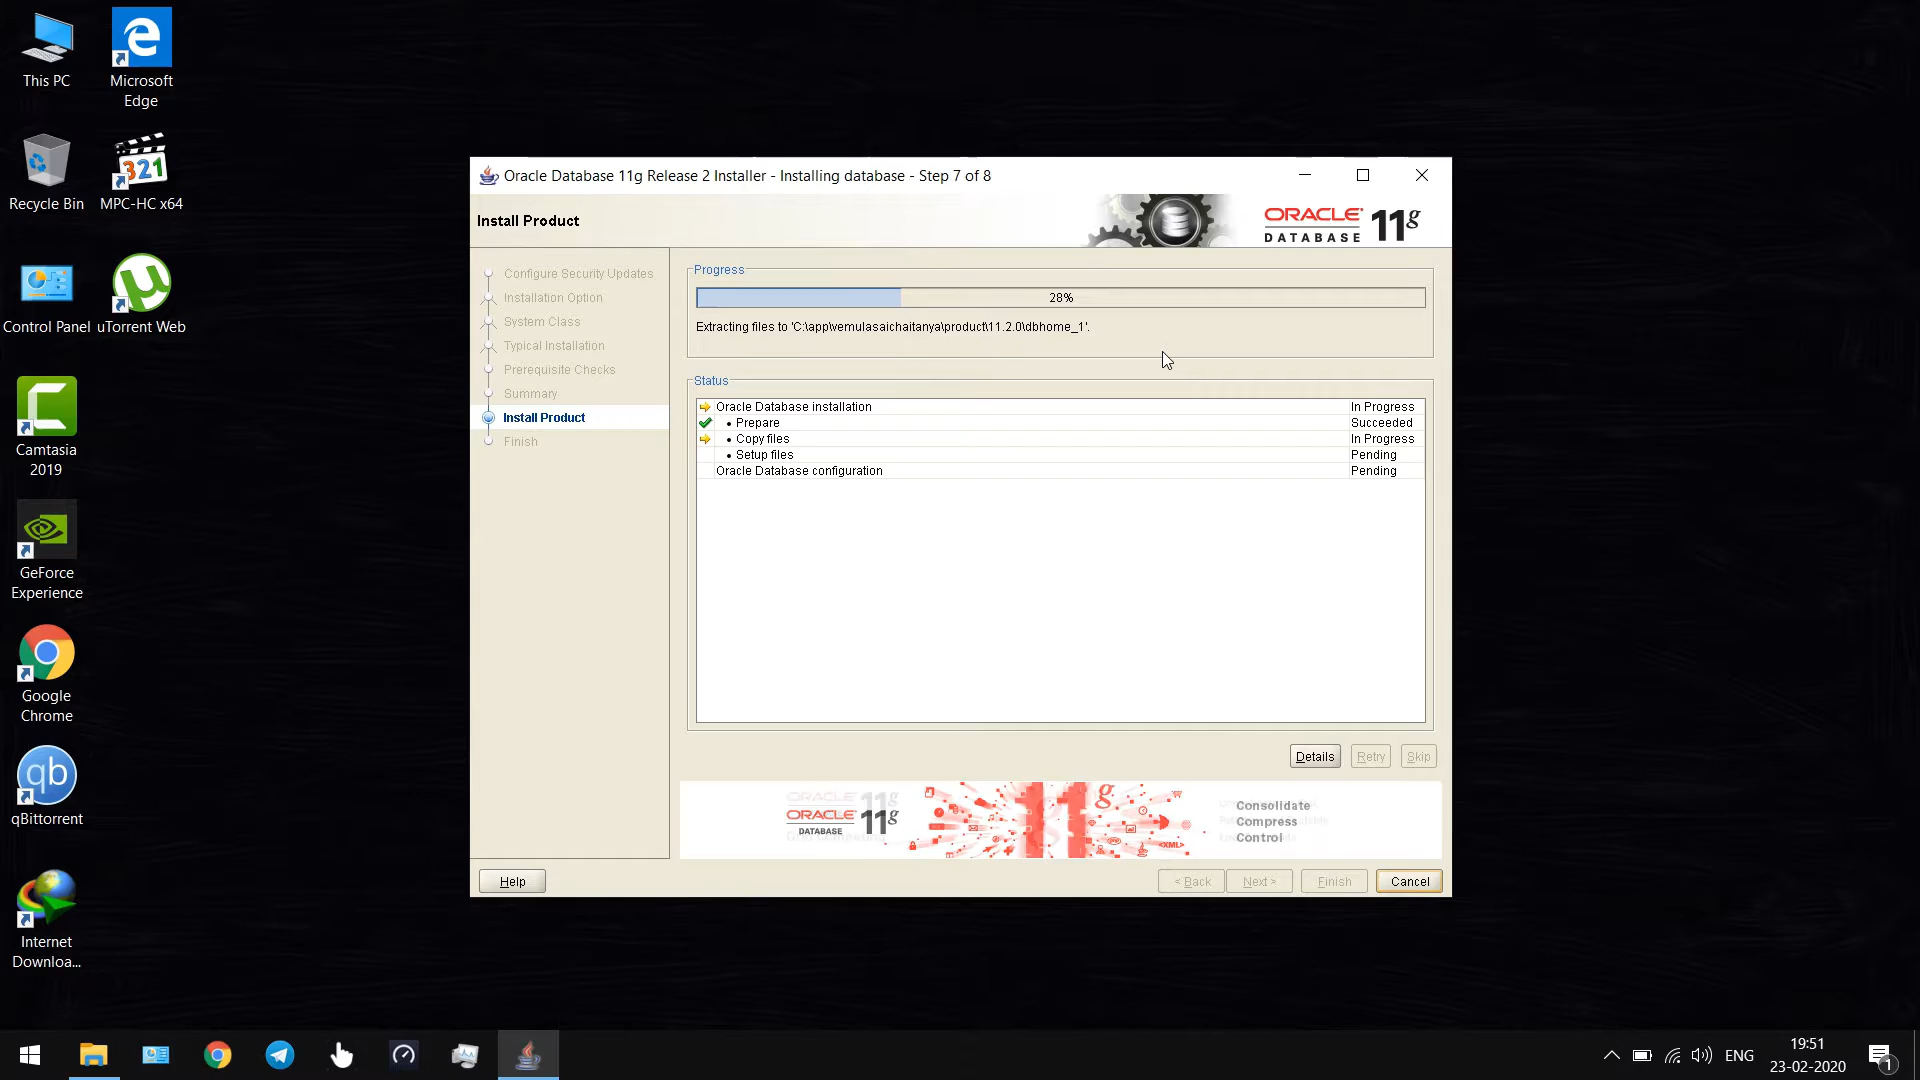 This PC
Microsoft
Edge
Recycle Bin
MPC-HC x64
321
Control Panel
uTorrent Web
Camtasia
2019
GeForce
Experience
Google
Chrome
qb
qBittorrent
Internet
Downloa...
Oracle Database 11g Release 2 Installer - Installing database - Step 7 of 8
Install Product
ORACLE
DATABASE
11g
Configure Security Updates
Installation Option
System Class
Typical Installation
Prerequisite Checks
Summary
Install Product
Finish
Progress
28%
Extracting files to 'C:\app\vemulasaichaitanya\product\11.2.0\dbhome_1'.
Status
Oracle Database installation In Progress
• Prepare Succeeded
• Copy files In Progress
• Setup files Pending
Oracle Database configuration Pending
Details
Retry
Skip
ORACLE
DATABASE
11g
11g
<XML>
Consolidate
Compress
Control
Help
< Back
Next >
Finish
Cancel
ENG
19:51
23-02-2020
1